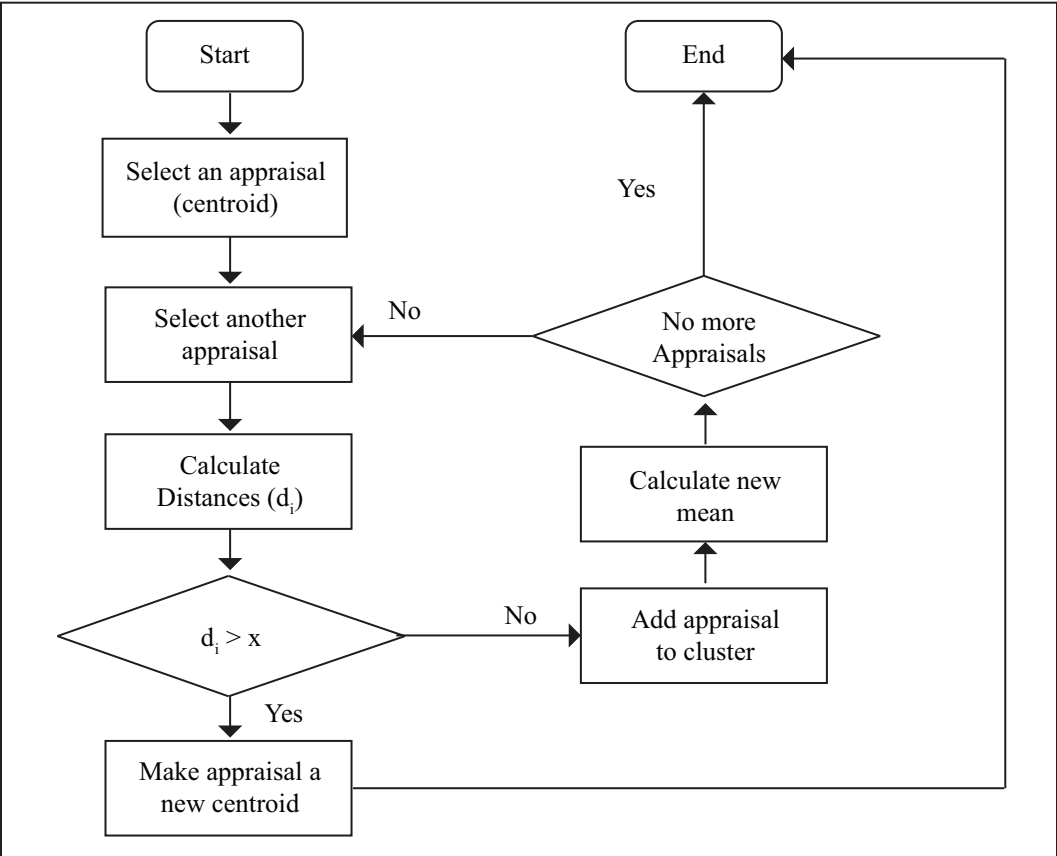 Start
End
Select an appraisal
(centroid)
Yes
Select another
appraisal
No
No more
Appraisals
Calculate
Distances (di)
Calculate new
mean
di > x
No
Add appraisal
to cluster
Yes
Make appraisal a
new centroid